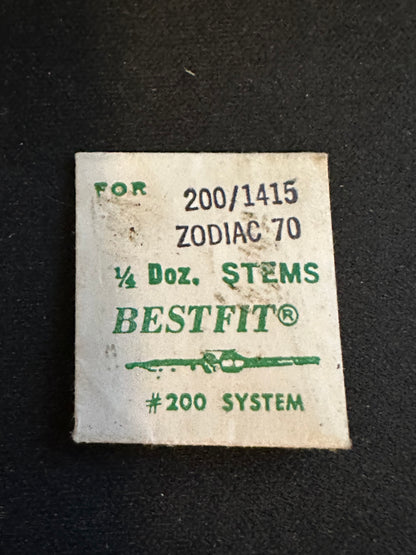 FOR 200/1415
ZODIAC 70
¼ Doz. STEMS
BESTFIT®
#200 SYSTEM